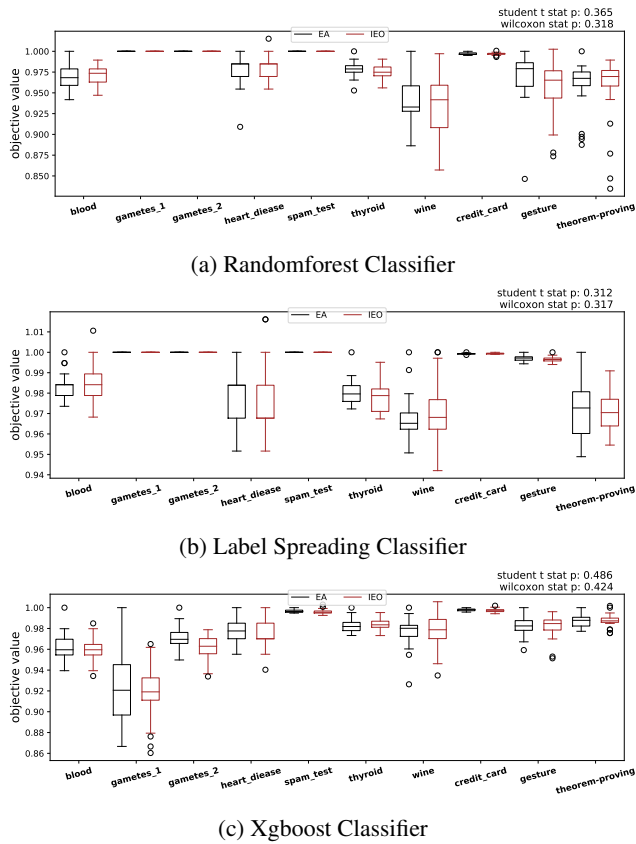 student t stat p: 0.365
wilcoxon stat p: 0.318
EA IEO
objective value
1.000
0.975
0.950
0.925
0.900
0.875
0.850
blood gametes_1 gametes_2 heart_diease spam_test thyroid wine credit_card gesture theorem-proving
(a) Randomforest Classifier
student t stat p: 0.312
wilcoxon stat p: 0.317
EA IEO
objective value
1.01
1.00
0.99
0.98
0.97
0.96
0.95
0.94
blood gametes_1 gametes_2 heart_diease spam_test thyroid wine credit_card gesture theorem-proving
(b) Label Spreading Classifier
student t stat p: 0.486
wilcoxon stat p: 0.424
EA IEO
objective value
1.00
0.98
0.96
0.94
0.92
0.90
0.88
0.86
blood gametes_1 gametes_2 heart_diease spam_test thyroid wine credit_card gesture theorem-proving
(c) Xgboost Classifier